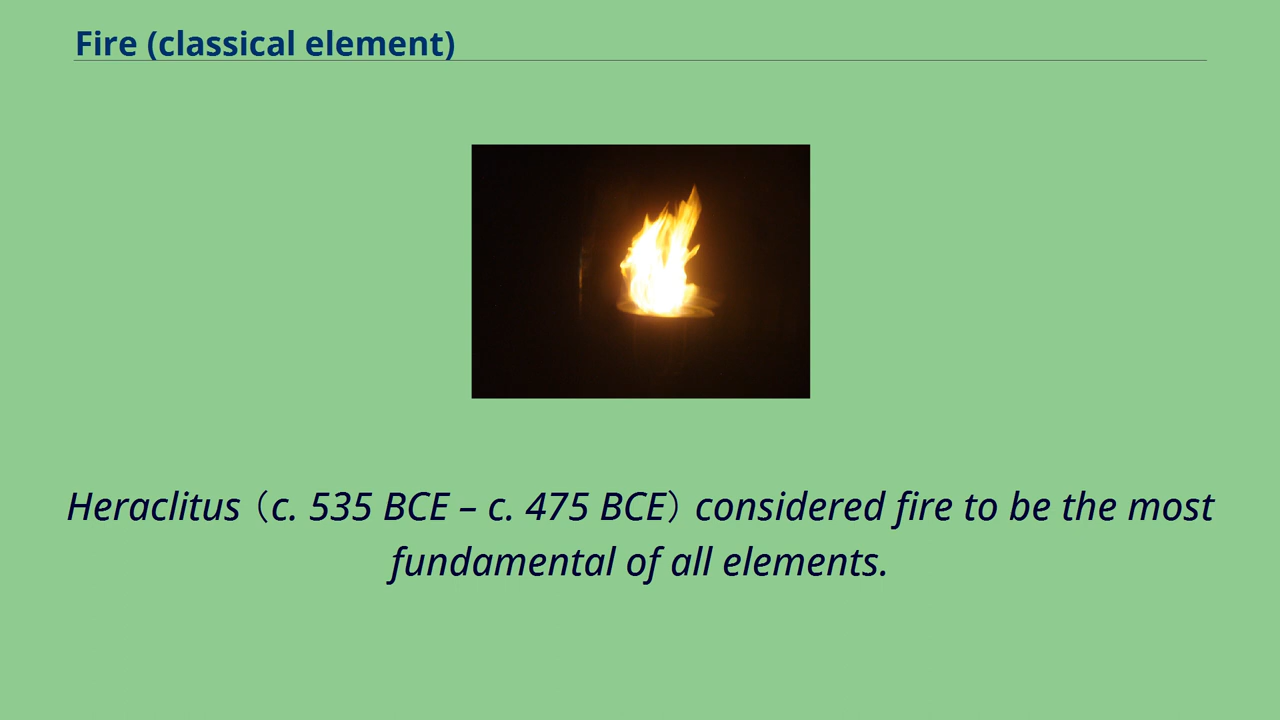 Fire (classical element)
Heraclitus (c. 535 BCE – c. 475 BCE) considered fire to be the most
fundamental of all elements.